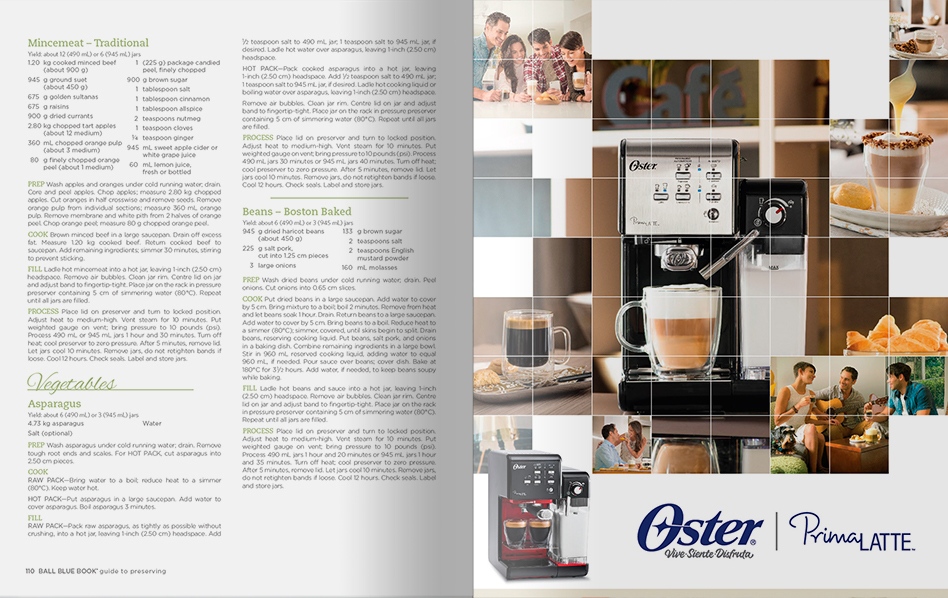 Mincemeat – Traditional
Yield: about 12 (490 mL) or 6 (945 mL) jars
1.20 kg cooked minced beef
(about 900 g)
945 g ground suet
(about 450 g)
675 g golden sultanas
675 g raisins
900 g dried currants
2.80 kg chopped tart apples
(about 12 medium)
360 mL chopped orange pulp
(about 3 medium)
80 g finely chopped orange
peel (about 1 medium)
1 (225 g) package candied
peel, finely chopped
900 g brown sugar
1 tablespoon salt
1 tablespoon cinnamon
1 tablespoon allspice
2 teaspoons nutmeg
1 teaspoon cloves
1¼ teaspoon ginger
945 mL sweet apple cider or
white grape juice
60 mL lemon juice,
fresh or bottled
PREP Wash apples and oranges under cold running water; drain.
Core and peel apples. Chop apples; measure 2.80 kg chopped
apples. Cut oranges in half crosswise and remove seeds. Remove
orange pulp from individual sections; measure 360 mL orange
pulp. Remove membrane and white pith from 2 halves of orange
peel. Chop orange peel; measure 80 g chopped orange peel.
COOK Brown minced beef in a large saucepan. Drain off excess
fat. Measure 1.20 kg cooked beef. Return cooked beef to
saucepan. Add remaining ingredients; simmer 30 minutes, stirring
to prevent sticking.
FILL Ladle hot mincemeat into a hot jar, leaving 1-inch (2.50 cm)
headspace. Remove air bubbles. Clean jar rim. Centre lid on jar
and adjust band to fingertip-tight. Place jar on the rack in pressure
preserver containing 5 cm of simmering water (80°C). Repeat
until all jars are filled.
PROCESS Place lid on preserver and turn to locked position.
Adjust heat to medium-high. Vent steam for 10 minutes. Put
weighted gauge on vent; bring pressure to 10 pounds (psi).
Process 490 mL or 945 mL jars 1 hour and 30 minutes. Turn off
heat; cool preserver to zero pressure. After 5 minutes, remove lid.
Let jars cool 10 minutes. Remove jars, do not retighten bands if
loose. Cool 12 hours. Check seals. Label and store jars.
Vegetables
Asparagus
Yield: about 6 (490 mL) or 3 (945 mL) jars
4.73 kg asparagus Water
Salt (optional)
PREP Wash asparagus under cold running water; drain. Remove
tough root ends and scales. For HOT PACK, cut asparagus into
2.50 cm pieces.
COOK
RAW PACK—Bring water to a boil; reduce heat to a simmer
(80°C). Keep water hot.
HOT PACK—Put asparagus in a large saucepan. Add water to
cover asparagus. Boil asparagus 3 minutes.
FILL
RAW PACK—Pack raw asparagus, as tightly as possible without
crushing, into a hot jar, leaving 1-inch (2.50 cm) headspace. Add
110 BALL BLUE BOOK® guide to preserving
½ teaspoon salt to 490 mL jar; 1 teaspoon salt to 945 mL jar, if
desired. Ladle hot water over asparagus, leaving 1-inch (2.50 cm)
headspace.
HOT PACK—Pack cooked asparagus into a hot jar, leaving
1-inch (2.50 cm) headspace. Add ½ teaspoon salt to 490 mL jar;
1 teaspoon salt to 945 mL jar, if desired. Ladle hot cooking liquid or
boiling water over asparagus, leaving 1-inch (2.50 cm) headspace.
Remove air bubbles. Clean jar rim. Centre lid on jar and adjust
band to fingertip-tight. Place jar on the rack in pressure preserver
containing 5 cm of simmering water (80°C). Repeat until all jars
are filled.
PROCESS Place lid on preserver and turn to locked position.
Adjust heat to medium-high. Vent steam for 10 minutes. Put
weighted gauge on vent; bring pressure to 10 pounds (psi). Process
490 mL jars 30 minutes or 945 mL jars 40 minutes. Turn off heat;
cool preserver to zero pressure. After 5 minutes, remove lid. Let
jars cool 10 minutes. Remove jars, do not retighten bands if loose.
Cool 12 hours. Check seals. Label and store jars.
Beans – Boston Baked
Yield: about 6 (490 mL) or 3 (945 mL) jars
945 g dried haricot beans
(about 450 g)
225 g salt pork,
cut into 1.25 cm pieces
3 large onions
133 g brown sugar
2 teaspoons salt
2 teaspoons English
mustard powder
160 mL molasses
PREP Wash dried beans under cold running water; drain. Peel
onions. Cut onions into 0.65 cm slices.
COOK Put dried beans in a large saucepan. Add water to cover
by 5 cm. Bring mixture to a boil; boil 2 minutes. Remove from heat
and let beans soak 1 hour. Drain. Return beans to a large saucepan.
Add water to cover by 5 cm. Bring beans to a boil. Reduce heat to
a simmer (80°C); simmer, covered, until skins begin to split. Drain
beans, reserving cooking liquid. Put beans, salt pork, and onions
in a baking dish. Combine remaining ingredients in a large bowl.
Stir in 960 mL reserved cooking liquid, adding water to equal
960 mL, if needed. Pour sauce over beans; cover dish. Bake at
180°C for 3½ hours. Add water, if needed, to keep beans soupy
while baking.
FILL Ladle hot beans and sauce into a hot jar, leaving 1-inch
(2.50 cm) headspace. Remove air bubbles. Clean jar rim. Centre
lid on jar and adjust band to fingertip-tight. Place jar on the rack
in pressure preserver containing 5 cm of simmering water (80°C).
Repeat until all jars are filled.
PROCESS Place lid on preserver and turn to locked position.
Adjust heat to medium-high. Vent steam for 10 minutes. Put
weighted gauge on vent; bring pressure to 10 pounds (psi).
Process 490 mL jars 1 hour and 20 minutes or 945 mL jars 1 hour
and 35 minutes. Turn off heat; cool preserver to zero pressure.
After 5 minutes, remove lid. Let jars cool 10 minutes. Remove jars,
do not retighten bands if loose. Cool 12 hours. Check seals. Label
and store jars.
Café
Oster
PrimaLATTE
MAX
Oster
Oster®
Vive Siente Disfruta™
PrimaLATTE™